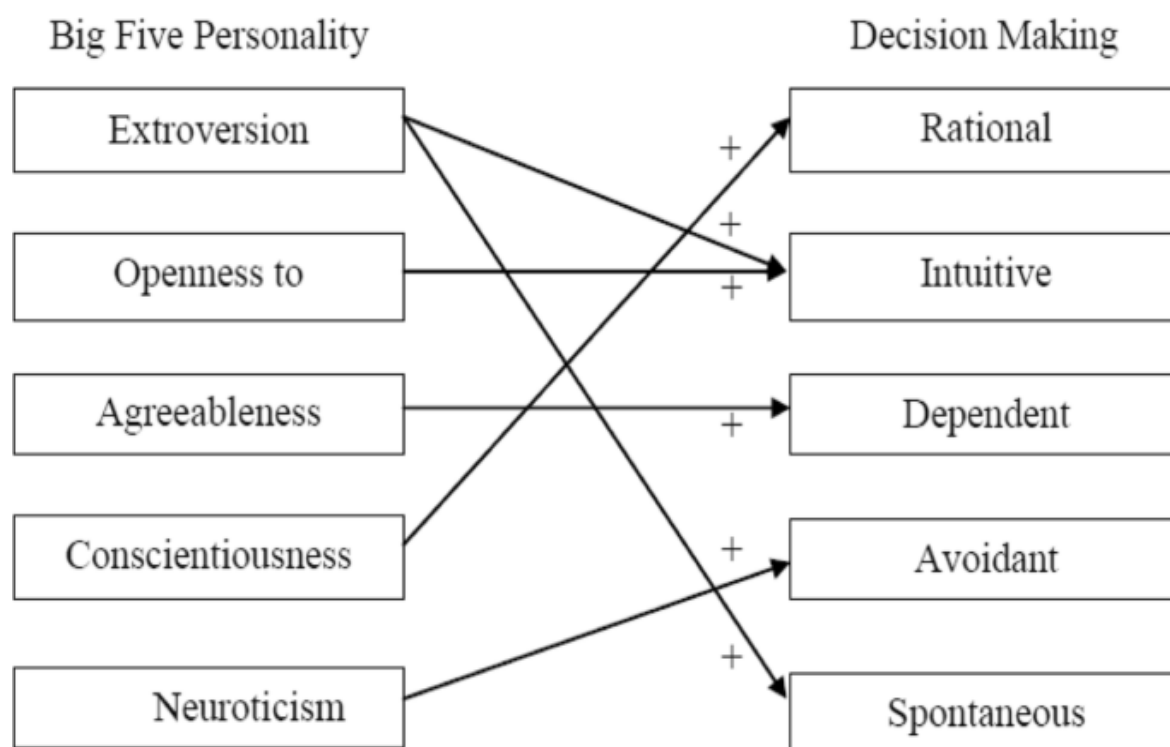 Big Five Personality
Decision Making
Extroversion
Rational
+
+
Openness to
Intuitive
+
Agreeableness
Dependent
+
Conscientiousness
Avoidant
+
Neuroticism
Spontaneous
+